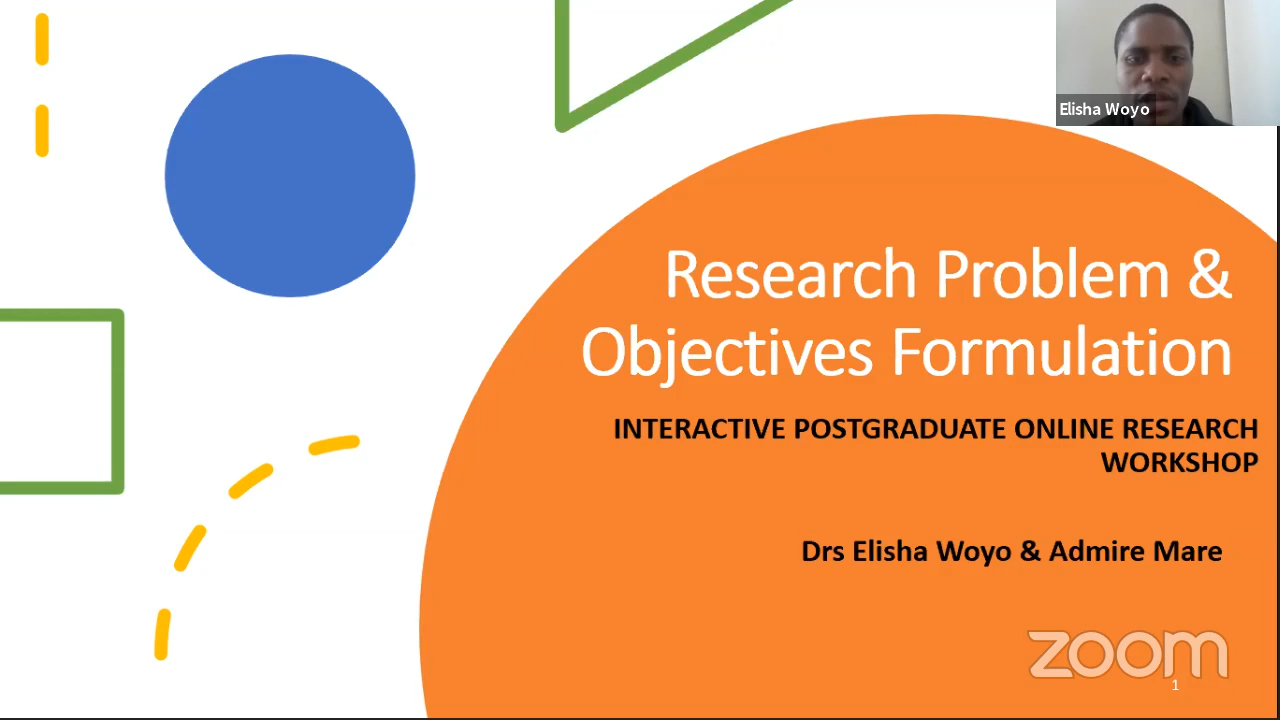 Elisha Woyo
Research Problem &
Objectives Formulation
INTERACTIVE POSTGRADUATE ONLINE RESEARCH
WORKSHOP
Drs Elisha Woyo & Admire Mare
zoom
1